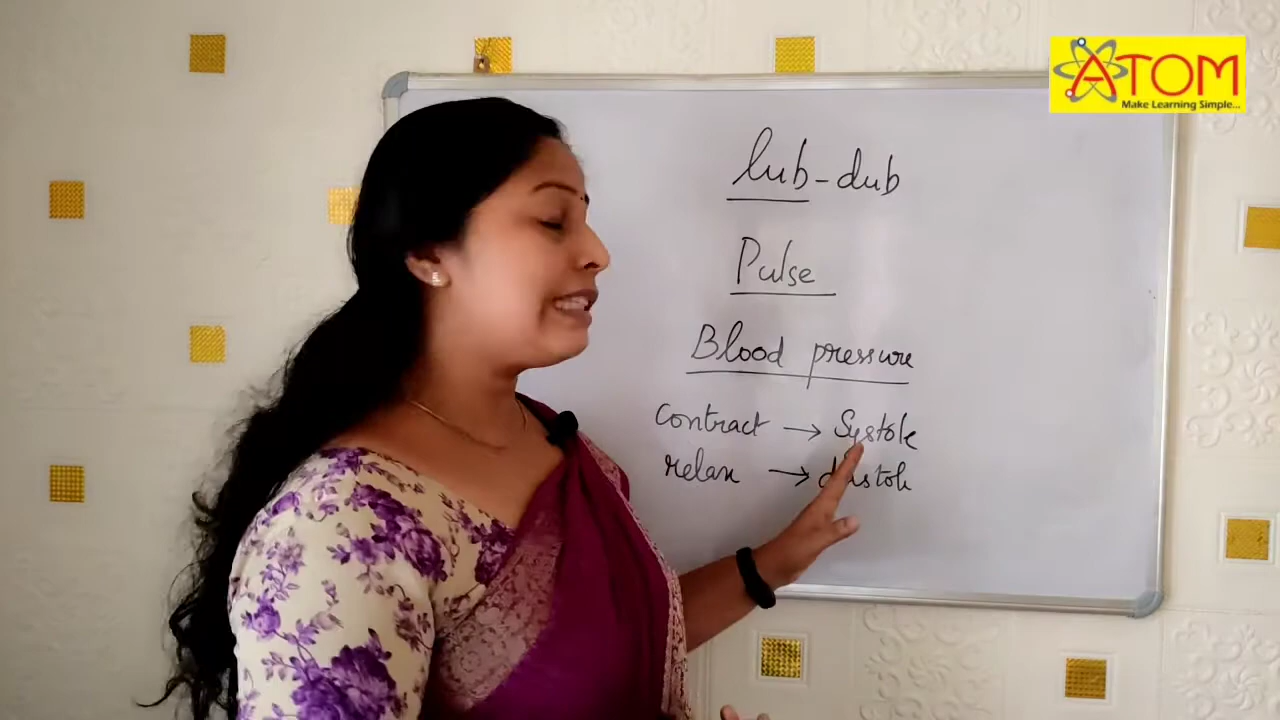 ATOM
Make Learning Simple...
lub-dub
Pulse
Blood pressure
Contract → Systole
relax →